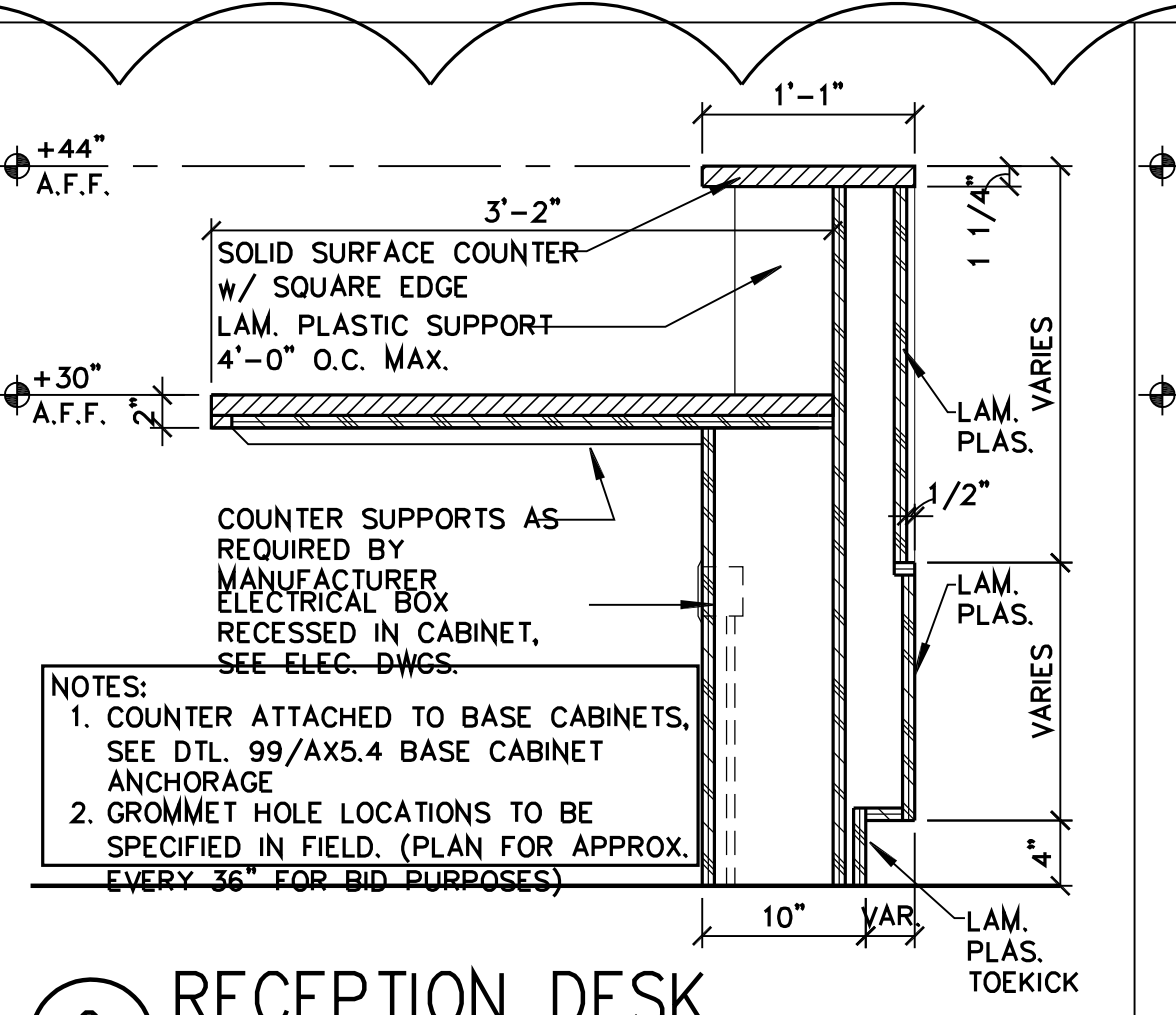 1'-1"
+44"
A.F.F.
1 1/4"
3'-2"
SOLID SURFACE COUNTER
w/ SQUARE EDGE
LAM. PLASTIC SUPPORT
4'-0" O.C. MAX.
VARIES
+30"
A.F.F.
2"
LAM.
PLAS.
1/2"
COUNTER SUPPORTS AS
REQUIRED BY
MANUFACTURER
ELECTRICAL BOX
RECESSED IN CABINET,
SEE ELEC. DWGS.
LAM.
PLAS.
VARIES
NOTES:
1. COUNTER ATTACHED TO BASE CABINETS,
SEE DTL. 99/AX5.4 BASE CABINET
ANCHORAGE
2. GROMMET HOLE LOCATIONS TO BE
SPECIFIED IN FIELD. (PLAN FOR APPROX.
EVERY 36" FOR BID PURPOSES)
4"
10"
VAR.
LAM.
PLAS.
TOEKICK
RECEPTION DESK